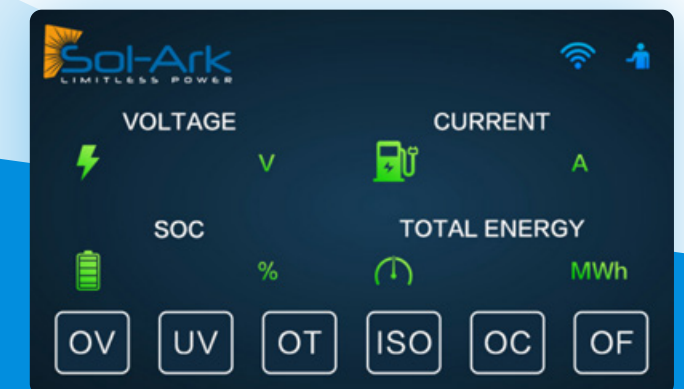 Sol-Ark
LIMITLESS POWER
VOLTAGE CURRENT
V A
SOC TOTAL ENERGY
% MWh
OV UV OT ISO OC OF